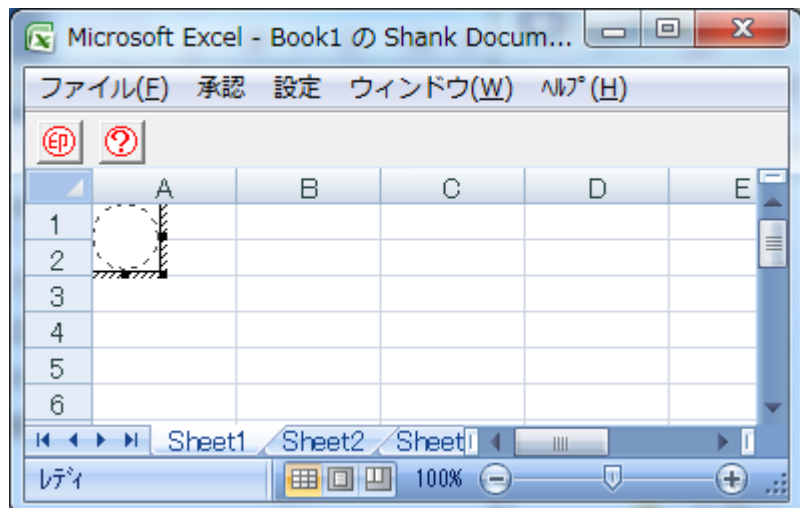 Microsoft Excel - Book1 の Shank Docum...
ファイル(F) 承認 設定 ウィンドウ(W) ﾍﾙﾌﾟ(H)
印 ?
A B C D E
1
2
3
4
5
6
Sheet1 Sheet2 Sheet
ﾚﾃﾞｨ 100%